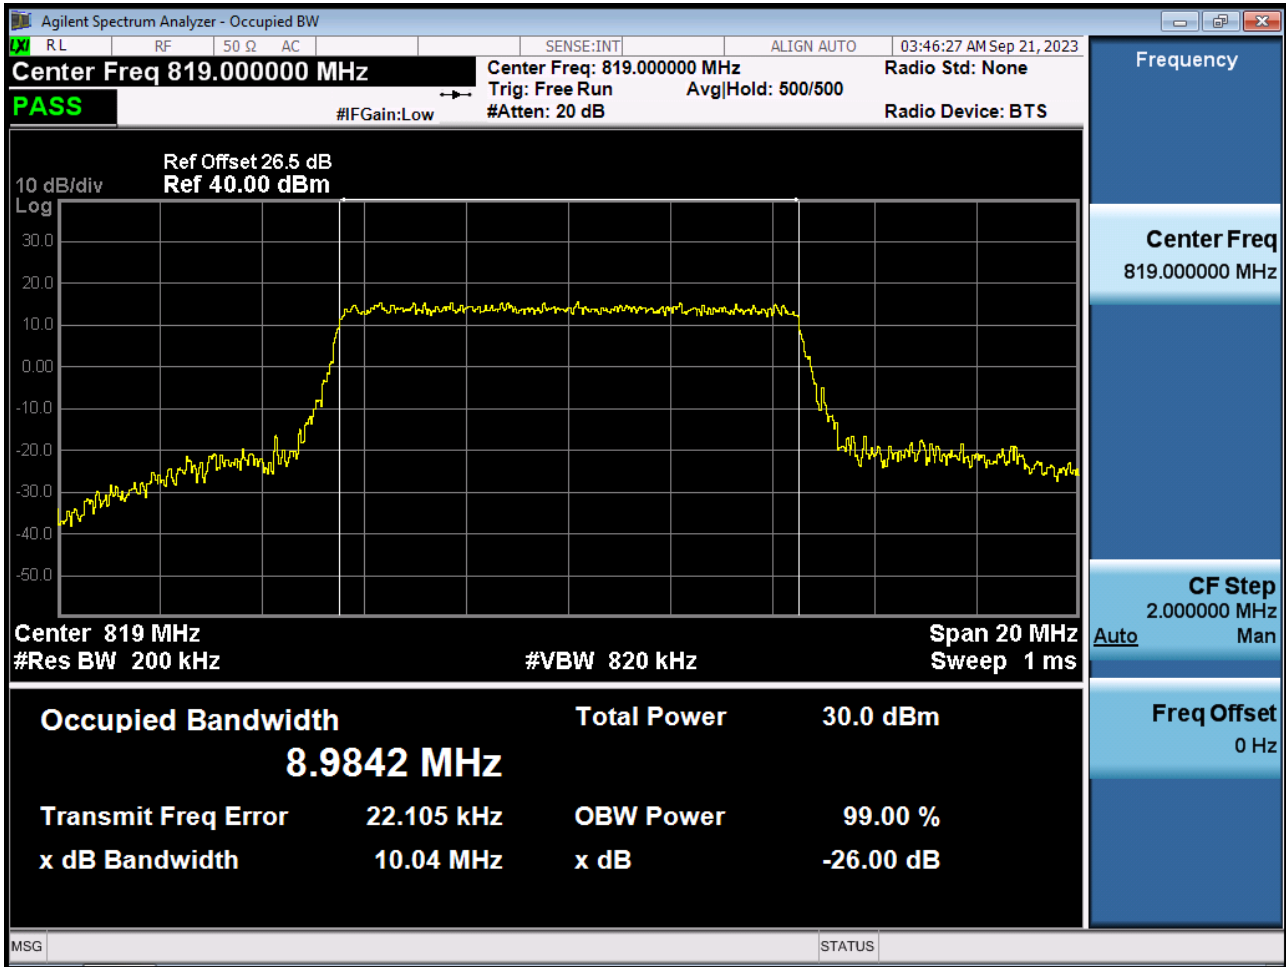 Agilent Spectrum Analyzer - Occupied BW
LXI RL RF 50 Ω AC SENSE:INT ALIGN AUTO 03:46:27 AM Sep 21, 2023
Center Freq 819.000000 MHz
PASS
#IFGain:Low
Center Freq: 819.000000 MHz
Trig: Free Run Avg|Hold: 500/500
#Atten: 20 dB
Radio Std: None
Radio Device: BTS
Ref Offset 26.5 dB
10 dB/div Ref 40.00 dBm
Log
30.0
20.0
10.0
0.00
-10.0
-20.0
-30.0
-40.0
-50.0
Center 819 MHz Span 20 MHz
#Res BW 200 kHz #VBW 820 kHz Sweep 1 ms
Occupied Bandwidth Total Power 30.0 dBm
8.9842 MHz
Transmit Freq Error 22.105 kHz OBW Power 99.00 %
x dB Bandwidth 10.04 MHz x dB -26.00 dB
Frequency
Center Freq
819.000000 MHz
CF Step
2.000000 MHz
Auto Man
Freq Offset
0 Hz
MSG STATUS